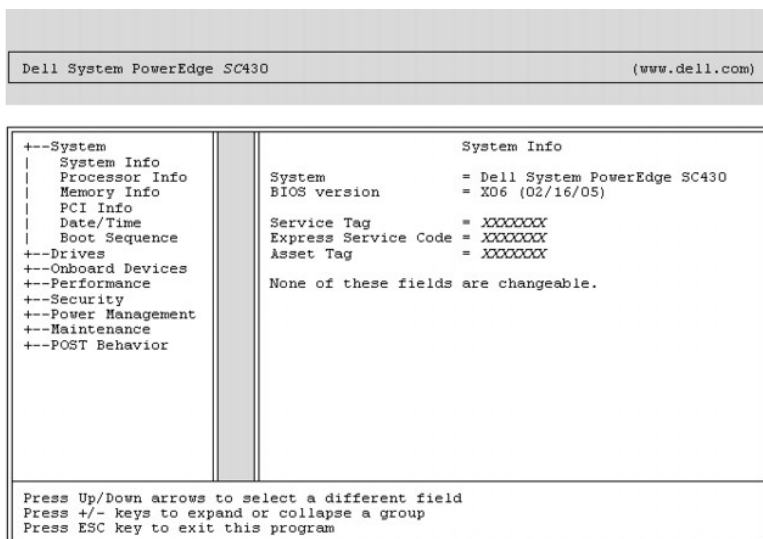 Dell System PowerEdge SC430 (www.dell.com)
+--System
| System Info
| Processor Info
| Memory Info
| PCI Info
| Date/Time
| Boot Sequence
+--Drives
+--Onboard Devices
+--Performance
+--Security
+--Power Management
+--Maintenance
+--POST Behavior
System Info
System = Dell System PowerEdge SC430
BIOS version = X06 (02/16/05)
Service Tag = XXXXXXX
Express Service Code = XXXXXXX
Asset Tag = XXXXXXX
None of these fields are changeable.
Press Up/Down arrows to select a different field
Press +/- keys to expand or collapse a group
Press ESC key to exit this program